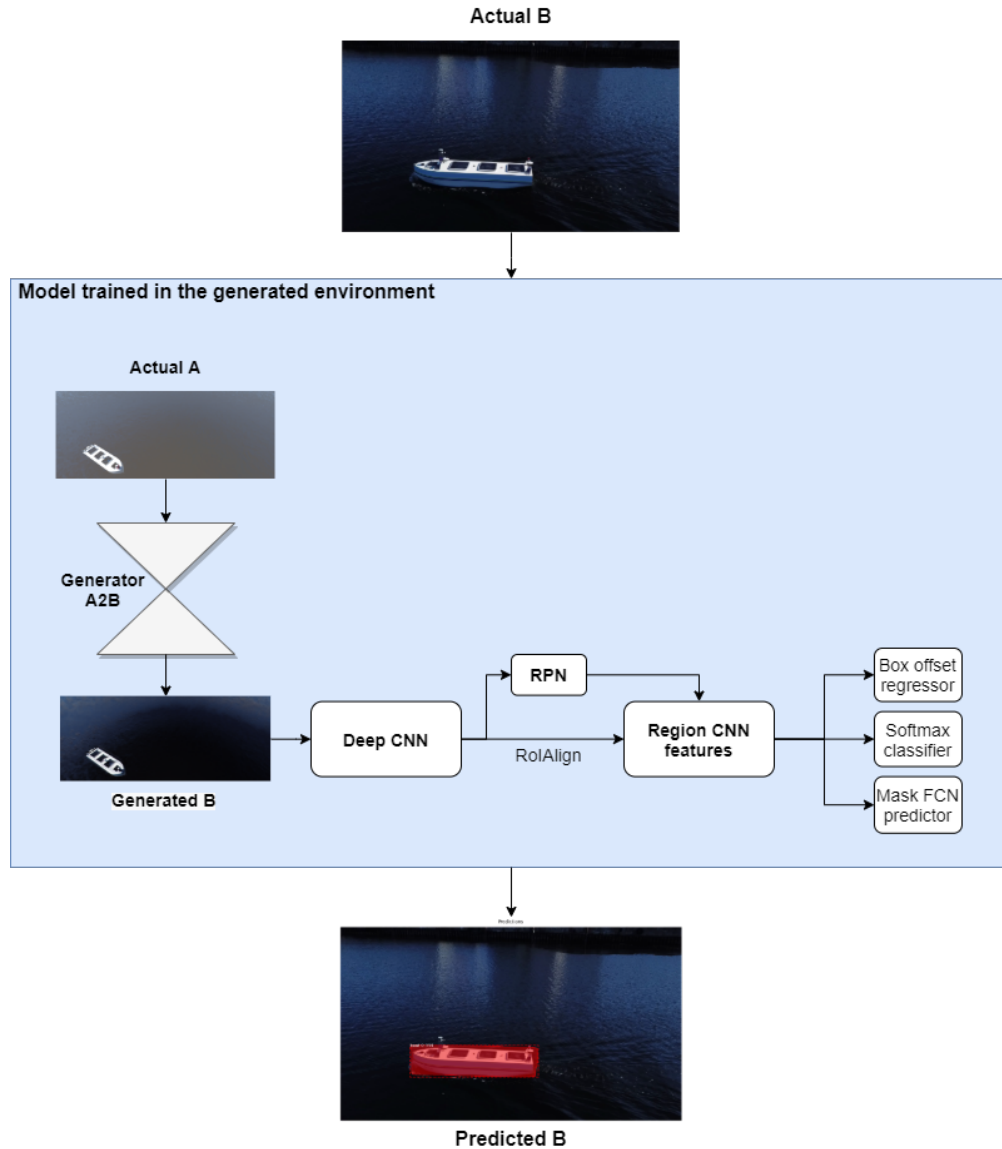 Actual B
Model trained in the generated environment
Actual A
Generator
A2B
Generated B
Deep CNN
RPN
RoIAlign
Region CNN
features
Box offset
regressor
Softmax
classifier
Mask FCN
predictor
Predictions
Predicted B